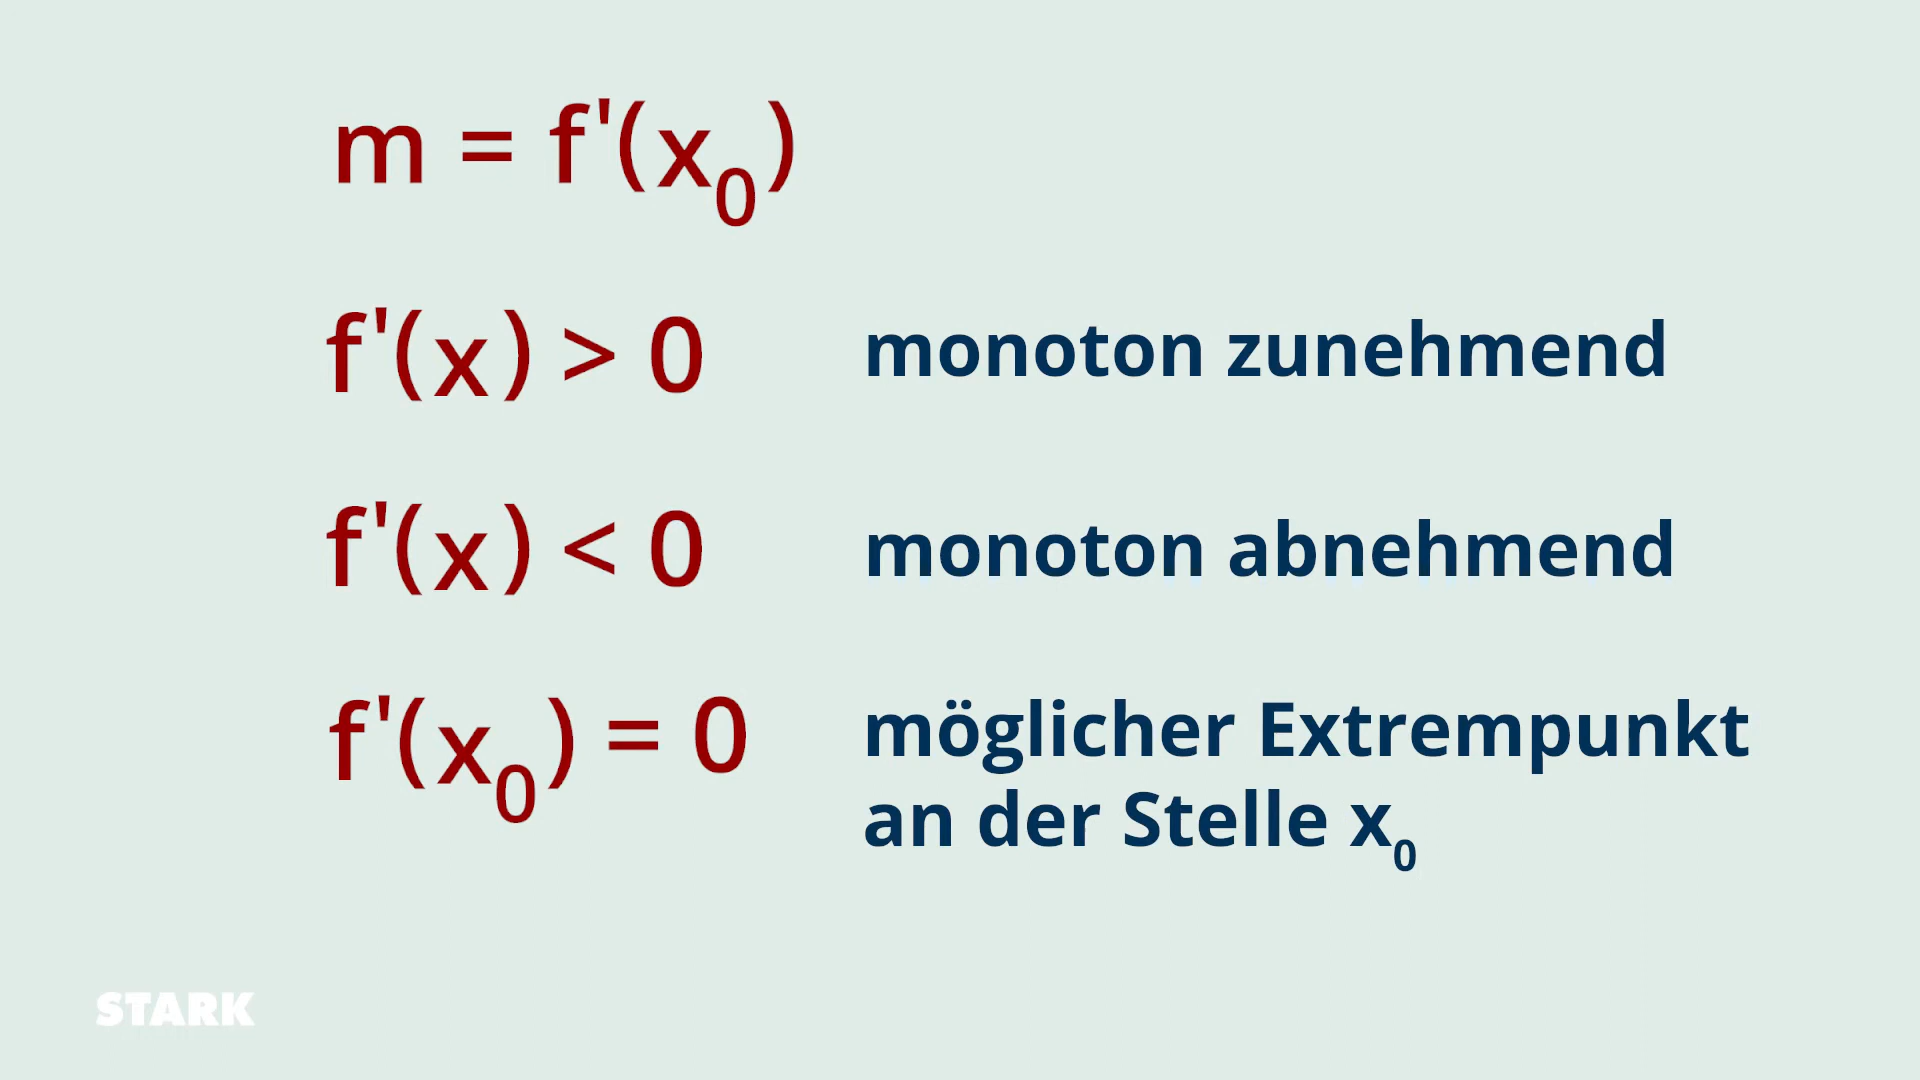 m = f'(x₀)
f'(x) > 0 monoton zunehmend
f'(x) < 0 monoton abnehmend
f'(x₀) = 0 möglicher Extrempunkt
an der Stelle x₀
STARK